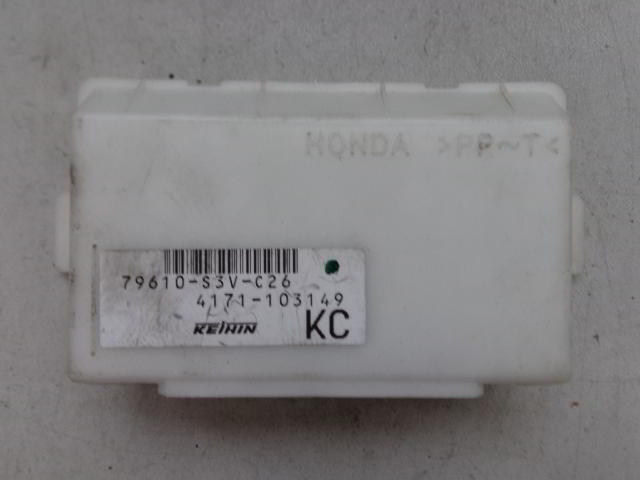 HONDA >PP~T<
79610-S3V-C26
4171-103149
KEIHIN KC